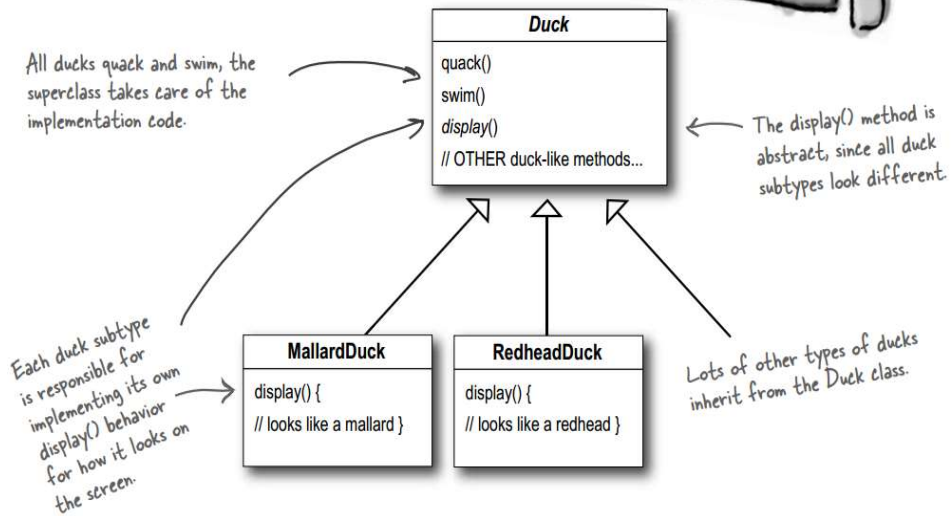 Duck
quack()
swim()
display()
// OTHER duck-like methods...
All ducks quack and swim, the
superclass takes care of the
implementation code.
The display() method is
abstract, since all duck
subtypes look different.
Each duck subtype
is responsible for
implementing its own
display() behavior
for how it looks on
the screen.
MallardDuck
display() {
// looks like a mallard }
RedheadDuck
display() {
// looks like a redhead }
Lots of other types of ducks
inherit from the Duck class.